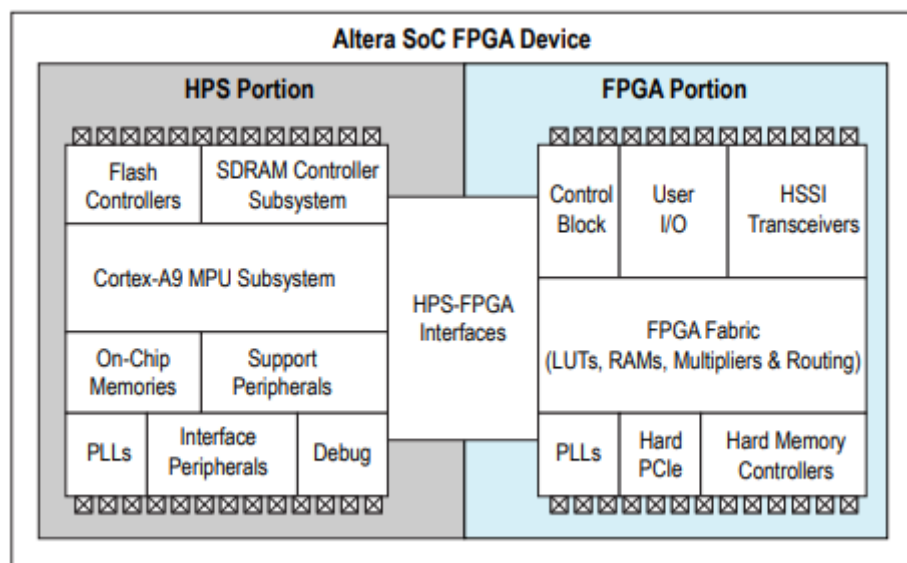 Altera SoC FPGA Device
HPS Portion
FPGA Portion
Flash
Controllers
SDRAM Controller
Subsystem
Cortex-A9 MPU Subsystem
On-Chip
Memories
Support
Peripherals
PLLs
Interface
Peripherals
Debug
HPS-FPGA
Interfaces
Control
Block
User
I/O
HSSI
Transceivers
FPGA Fabric
(LUTs, RAMs, Multipliers & Routing)
PLLs
Hard
PCIe
Hard Memory
Controllers